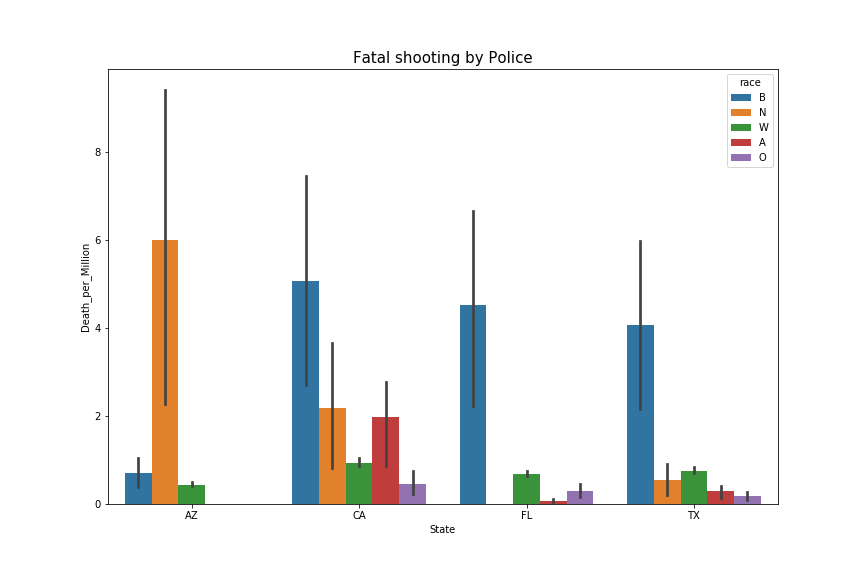 Fatal shooting by Police
race
B
N
W
A
O
Death_per_Million
8
6
4
2
0
AZ CA FL TX
State